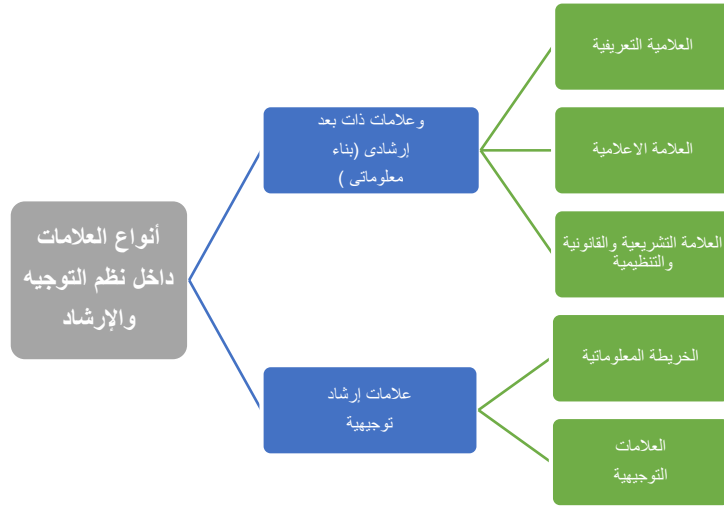 أنواع العلامات
داخل نظم التوجيه
والإرشاد
وعلامات ذات بعد
إرشادى (بناء
معلوماتى )
العلامية التعريفية
العلامة الاعلامية
العلامة التشريعية والقانونية
والتنظيمية
علامات إرشاد
توجيهية
الخريطة المعلوماتية
العلامات
التوجيهية